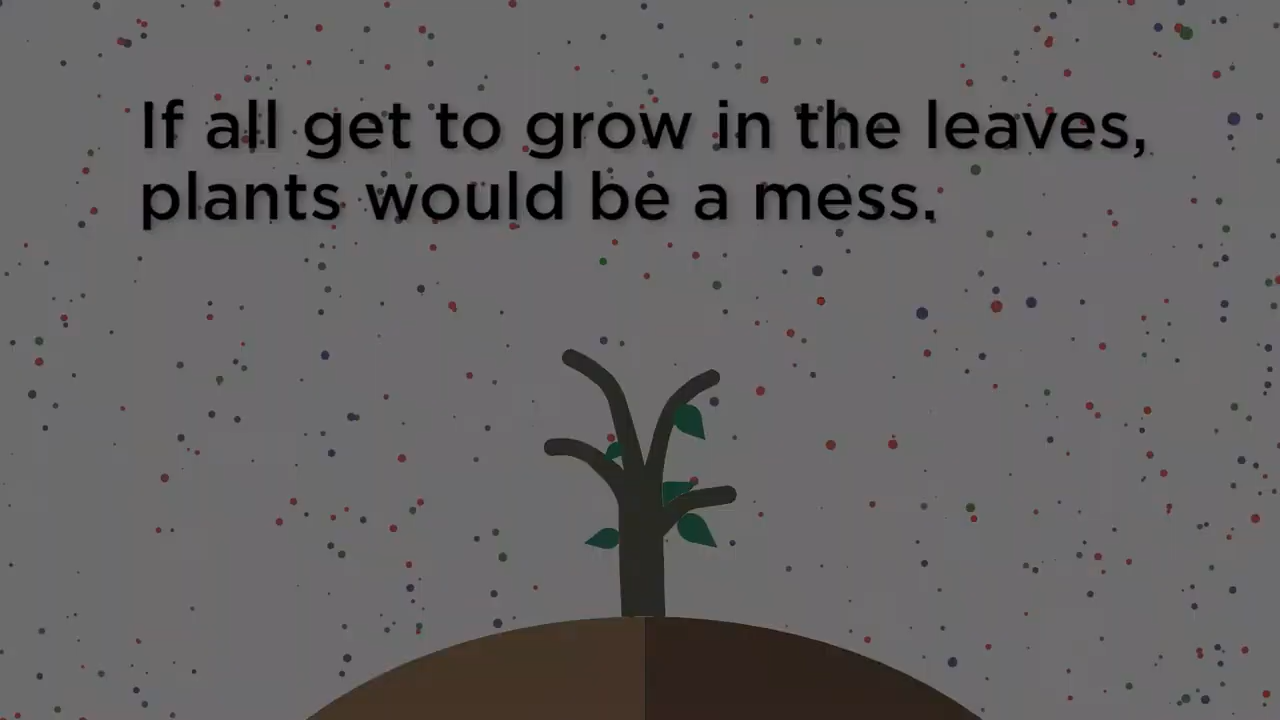 If all get to grow in the leaves,
plants would be a mess.